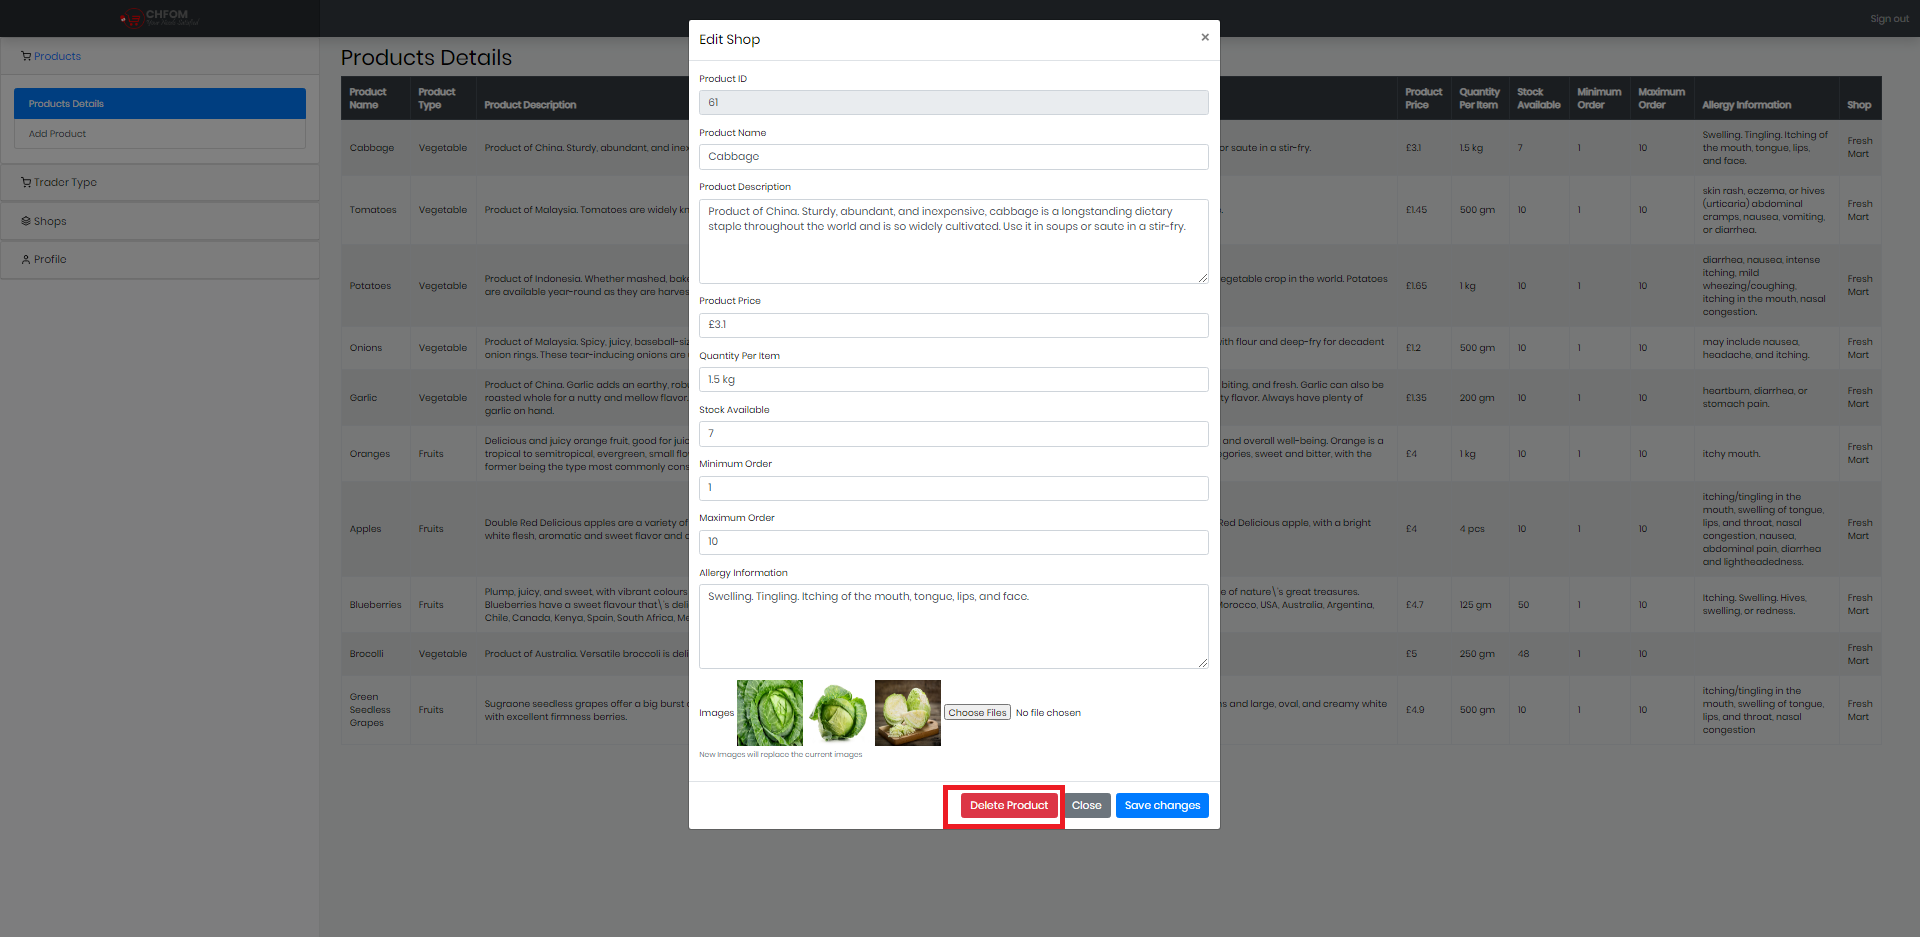 CHFOM
Sign out
Products
Products Details
Add Product
Trader Type
Shops
Profile
Products Details
Product Name
Product Type
Product Description
Product Price
Quantity Per Item
Stock Available
Minimum Order
Maximum Order
Allergy Information
Shop
Cabbage
Vegetable
Product of China. Sturdy, abundant, and inex
or saute in a stir-fry.
£3.1
1.5 kg
7
1
10
Swelling. Tingling. Itching of
the mouth, tongue, lips,
and face.
Fresh
Mart
Tomatoes
Vegetable
Product of Malaysia. Tomatoes are widely kn
£1.45
500 gm
10
1
10
skin rash, eczema, or hives
(urticaria) abdominal
cramps, nausea, vomiting,
or diarrhea.
Fresh
Mart
Potatoes
Vegetable
Product of Indonesia. Whether mashed, bake
are available year-round as they are harves
egetable crop in the world. Potatoes
£1.65
1 kg
10
1
10
diarrhea, nausea, intense
itching, mild
wheezing/coughing,
itching in the mouth, nasal
congestion.
Fresh
Mart
Onions
Vegetable
Product of Malaysia. Spicy, juicy, baseball-siz
onion rings. These tear-inducing onions are
ith flour and deep-fry for decadent
£1.2
500 gm
10
1
10
may include nausea,
headache, and itching.
Fresh
Mart
Garlic
Vegetable
Product of China. Garlic adds an earthy, robu
roasted whole for a nutty and mellow flavor.
garlic on hand.
biting, and fresh. Garlic can also be
ty flavor. Always have plenty of
£1.35
200 gm
10
1
10
heartburn, diarrhea, or
stomach pain.
Fresh
Mart
Oranges
Fruits
Delicious and juicy orange fruit, good for juic
tropical to semitropical, evergreen, small flo
former being the type most commonly cons
and overall well-being. Orange is a
gories, sweet and bitter, with the
£4
1 kg
10
1
10
itchy mouth.
Fresh
Mart
Apples
Fruits
Double Red Delicious apples are a variety of
white flesh, aromatic and sweet flavor and c
Red Delicious apple, with a bright
£4
4 pcs
10
1
10
itching/tingling in the
mouth, swelling of tongue,
lips, and throat, nasal
congestion, nausea,
abdominal pain, diarrhea
and lightheadedness.
Fresh
Mart
Blueberries
Fruits
Plump, juicy, and sweet, with vibrant colours
Blueberries have a sweet flavour that\'s deli
Chile, Canada, Kenya, Spain, South Africa, Me
e of nature\'s great treasures.
Morocco, USA, Australia, Argentina,
£4.7
125 gm
50
1
10
Itching. Swelling, Hives,
swelling, or redness.
Fresh
Mart
Brocolli
Vegetable
Product of Australia. Versatile broccoli is deli
£5
250 gm
48
1
10
Fresh
Mart
Green
Seedless
Grapes
Fruits
Sugraone seedless grapes offer a big burst o
with excellent firmness berries.
ns and large, oval, and creamy white
£4.9
500 gm
10
1
10
itching/tingling in the
mouth, swelling of tongue,
lips, and throat, nasal
congestion
Fresh
Mart
Edit Shop
×
Product ID
61
Product Name
Cabbage
Product Description
Product of China. Sturdy, abundant, and inexpensive, cabbage is a longstanding dietary
staple throughout the world and is so widely cultivated. Use it in soups or saute in a stir-fry.
Product Price
£3.1
Quantity Per Item
1.5 kg
Stock Available
7
Minimum Order
1
Maximum Order
10
Allergy Information
Swelling. Tingling. Itching of the mouth, tongue, lips, and face.
Images
Choose Files No file chosen
New Images will replace the current images
Delete Product
Close
Save changes